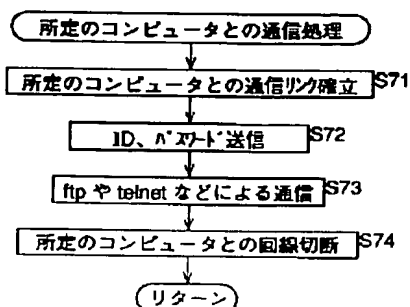 所定のコンピュータとの通信処理
所定のコンピュータとの通信リンク確立 S71
ID、パスワード送信 S72
ftp や telnet などによる通信 S73
所定のコンピュータとの回線切断 S74
リターン